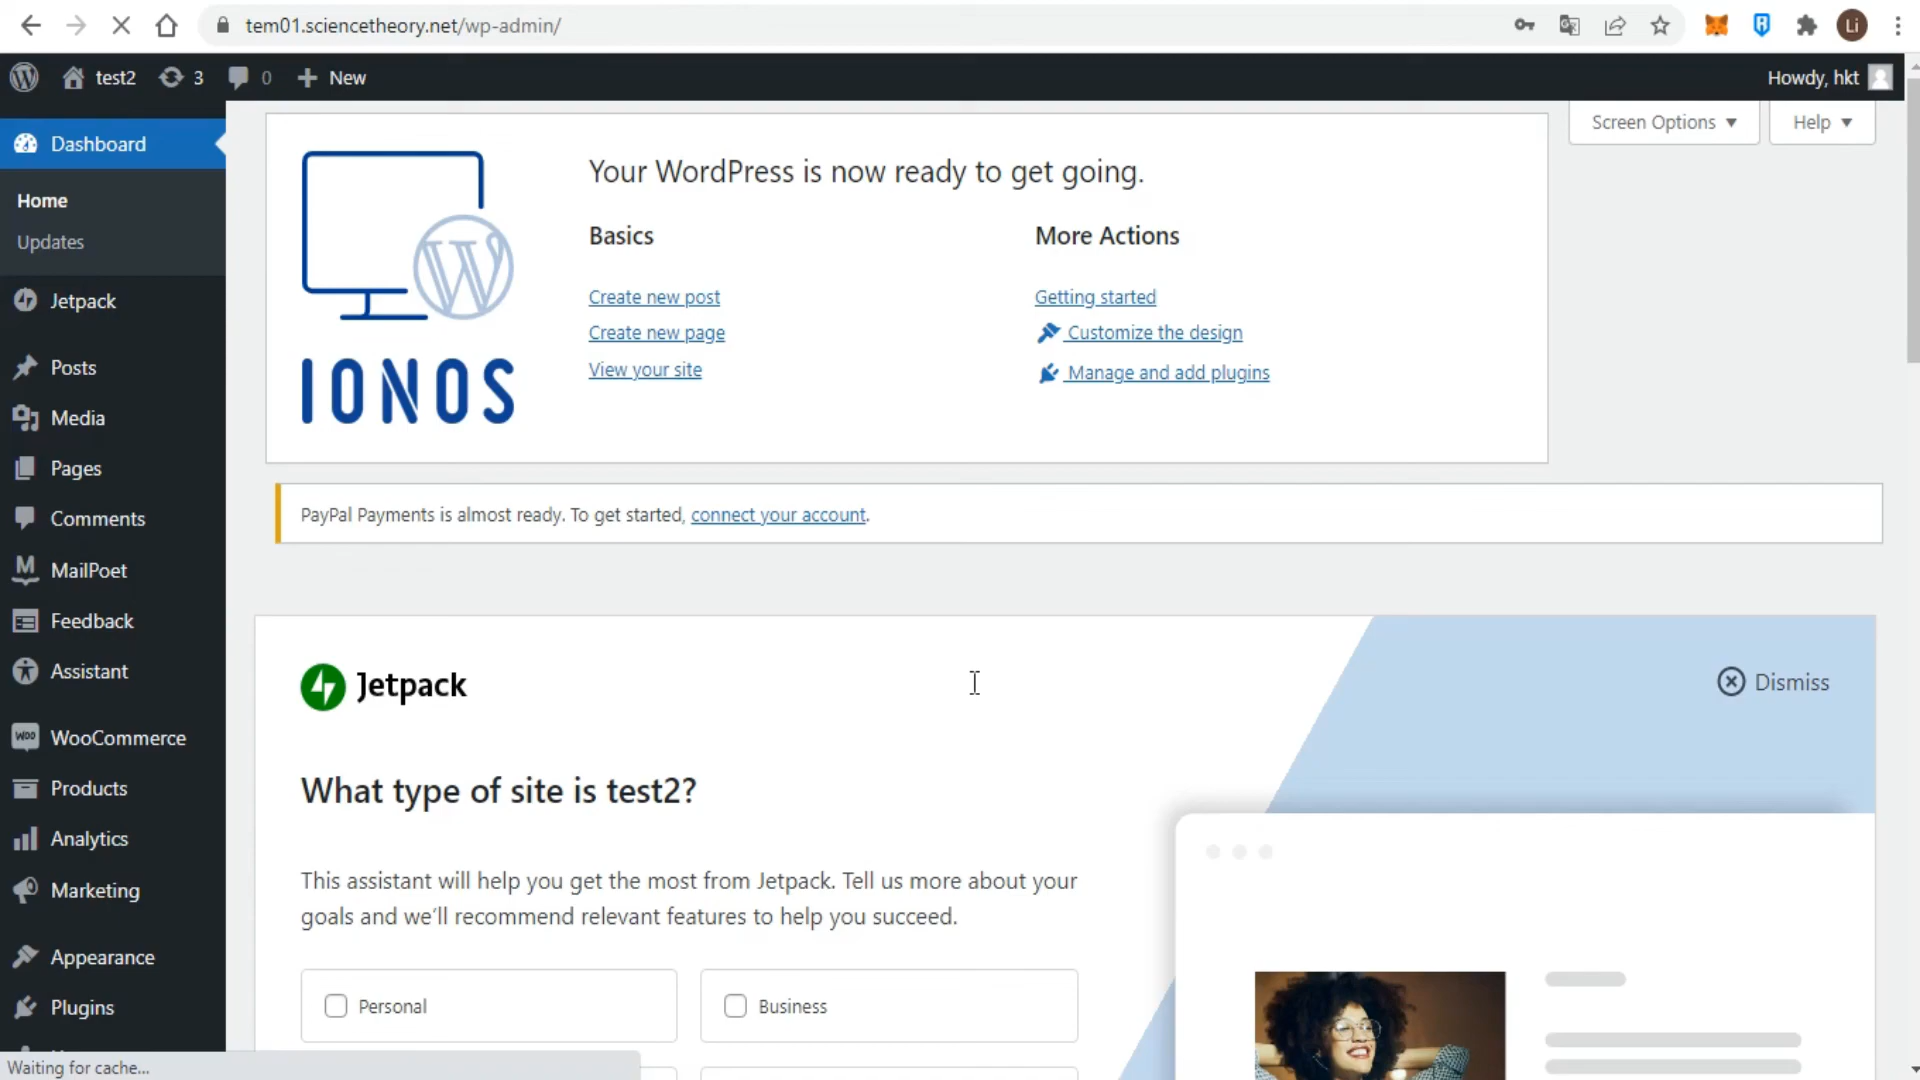 tem01.sciencetheory.net/wp-admin/
Li
test2
3
0
New
Howdy, hkt
Dashboard
Home
Updates
Jetpack
Posts
Media
Pages
Comments
MailPoet
Feedback
Assistant
WooCommerce
Products
Analytics
Marketing
Appearance
Plugins
Waiting for cache...
Screen Options
Help
IONOS
Your WordPress is now ready to get going.
Basics
Create new post
Create new page
View your site
More Actions
Getting started
Customize the design
Manage and add plugins
PayPal Payments is almost ready. To get started, connect your account.
Jetpack
Dismiss
What type of site is test2?
This assistant will help you get the most from Jetpack. Tell us more about your
goals and we'll recommend relevant features to help you succeed.
Personal
Business